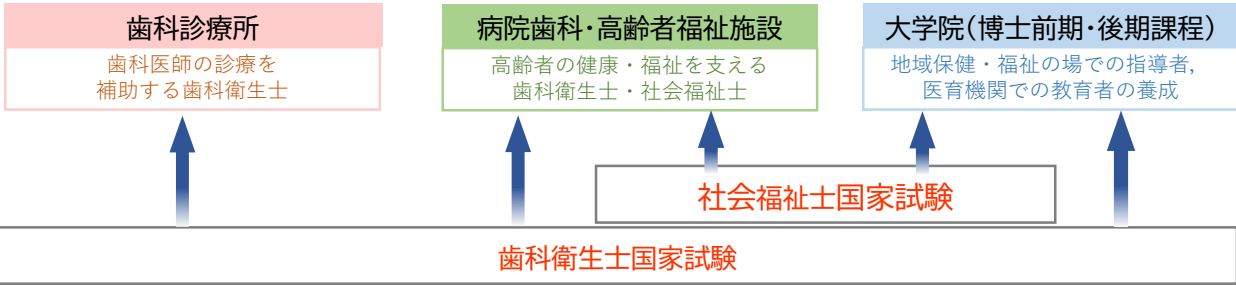 歯科診療所
歯科医師の診療を
補助する歯科衛生士
病院歯科・高齢者福祉施設
高齢者の健康・福祉を支える
歯科衛生士・社会福祉士
大学院(博士前期・後期課程)
地域保健・福祉の場での指導者,
医育機関での教育者の養成
社会福祉士国家試験
歯科衛生士国家試験